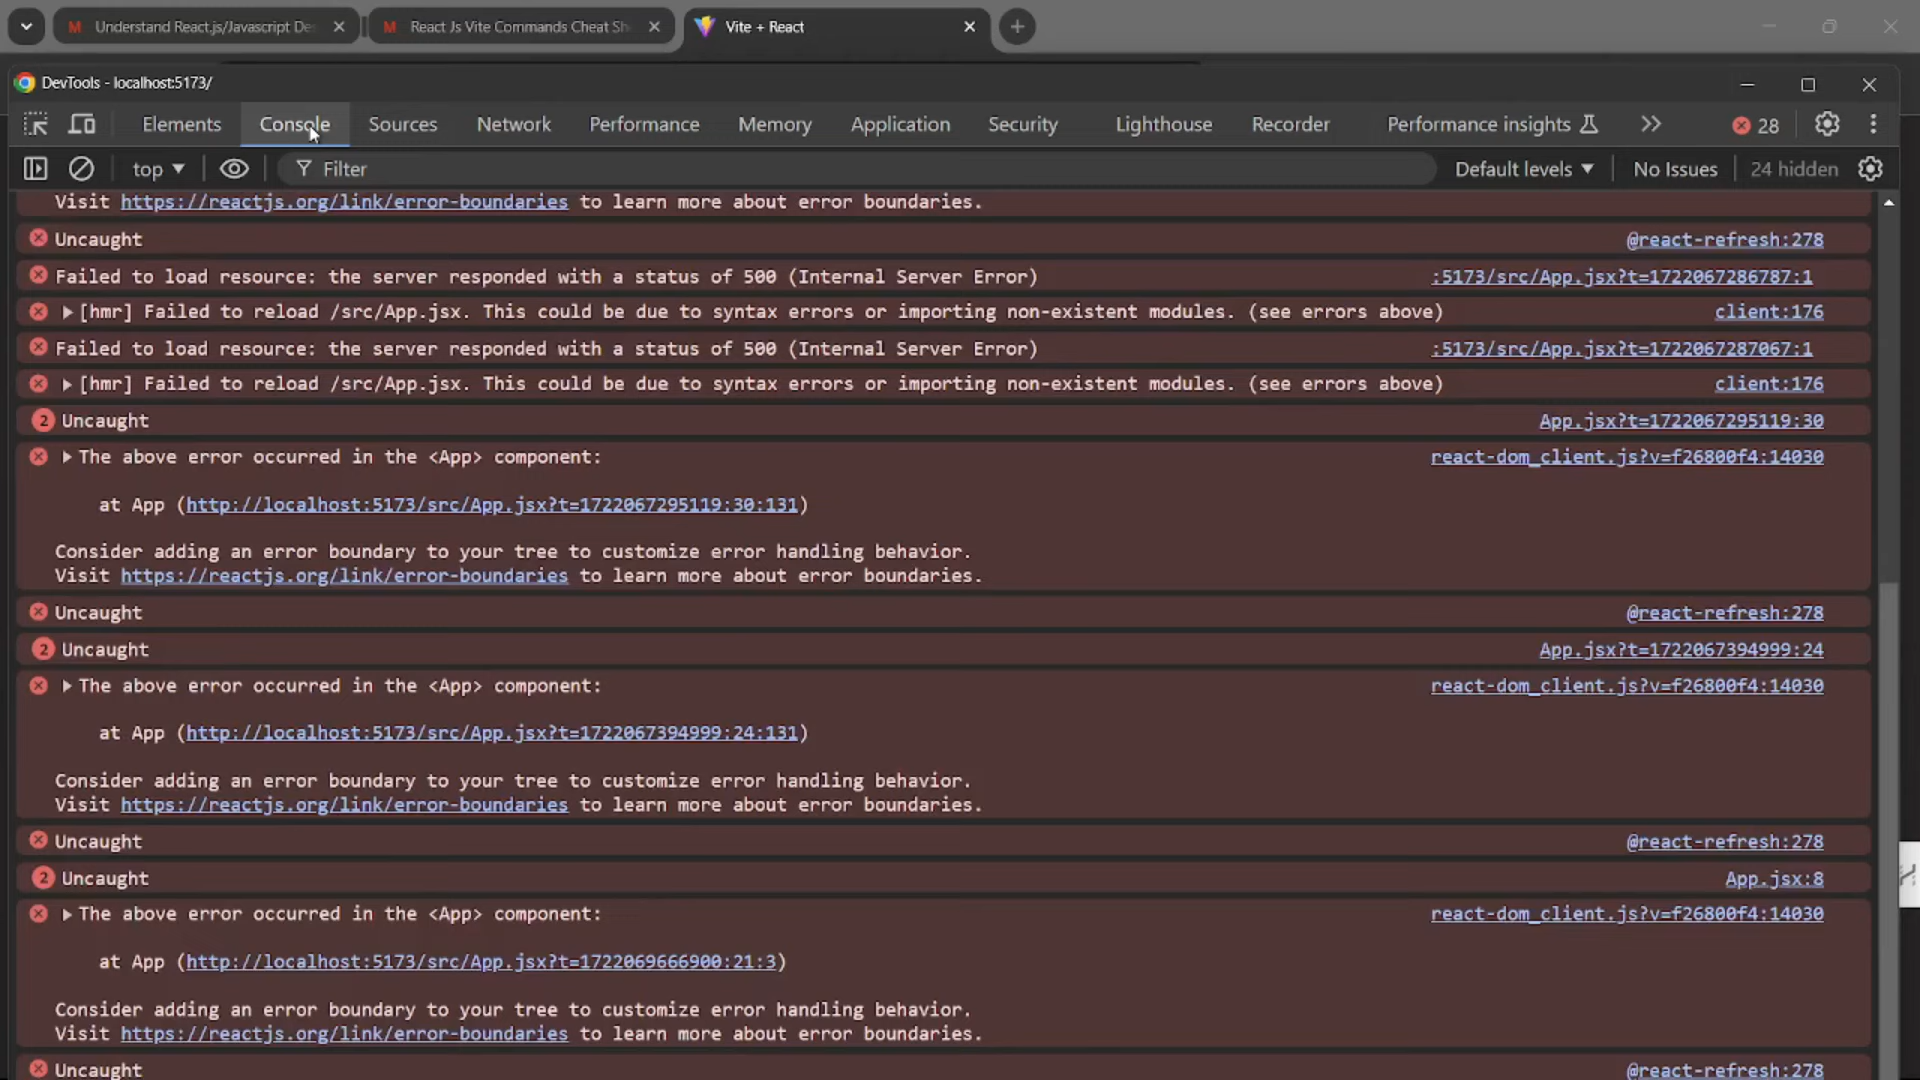 Understand React.js/Javascript De
React Js Vite Commands Cheat Sh
Vite + React
DevTools - localhost:5173/
Elements Console Sources Network Performance Memory Application Security Lighthouse Recorder Performance insights 28
top Filter Default levels No Issues 24 hidden
Visit https://reactjs.org/link/error-boundaries to learn more about error boundaries.
Uncaught @react-refresh:278
Failed to load resource: the server responded with a status of 500 (Internal Server Error) :5173/src/App.jsx?t=1722067286787:1
[hmr] Failed to reload /src/App.jsx. This could be due to syntax errors or importing non-existent modules. (see errors above) client:176
Failed to load resource: the server responded with a status of 500 (Internal Server Error) :5173/src/App.jsx?t=1722067287067:1
[hmr] Failed to reload /src/App.jsx. This could be due to syntax errors or importing non-existent modules. (see errors above) client:176
2 Uncaught App.jsx?t=1722067295119:30
The above error occurred in the <App> component: react-dom_client.js?v=f26800f4:14030
at App (http://localhost:5173/src/App.jsx?t=1722067295119:30:131)
Consider adding an error boundary to your tree to customize error handling behavior.
Visit https://reactjs.org/link/error-boundaries to learn more about error boundaries.
Uncaught @react-refresh:278
2 Uncaught App.jsx?t=1722067394999:24
The above error occurred in the <App> component: react-dom_client.js?v=f26800f4:14030
at App (http://localhost:5173/src/App.jsx?t=1722067394999:24:131)
Consider adding an error boundary to your tree to customize error handling behavior.
Visit https://reactjs.org/link/error-boundaries to learn more about error boundaries.
Uncaught @react-refresh:278
2 Uncaught App.jsx:8
The above error occurred in the <App> component: react-dom_client.js?v=f26800f4:14030
at App (http://localhost:5173/src/App.jsx?t=1722069666900:21:3)
Consider adding an error boundary to your tree to customize error handling behavior.
Visit https://reactjs.org/link/error-boundaries to learn more about error boundaries.
Uncaught @react-refresh:278